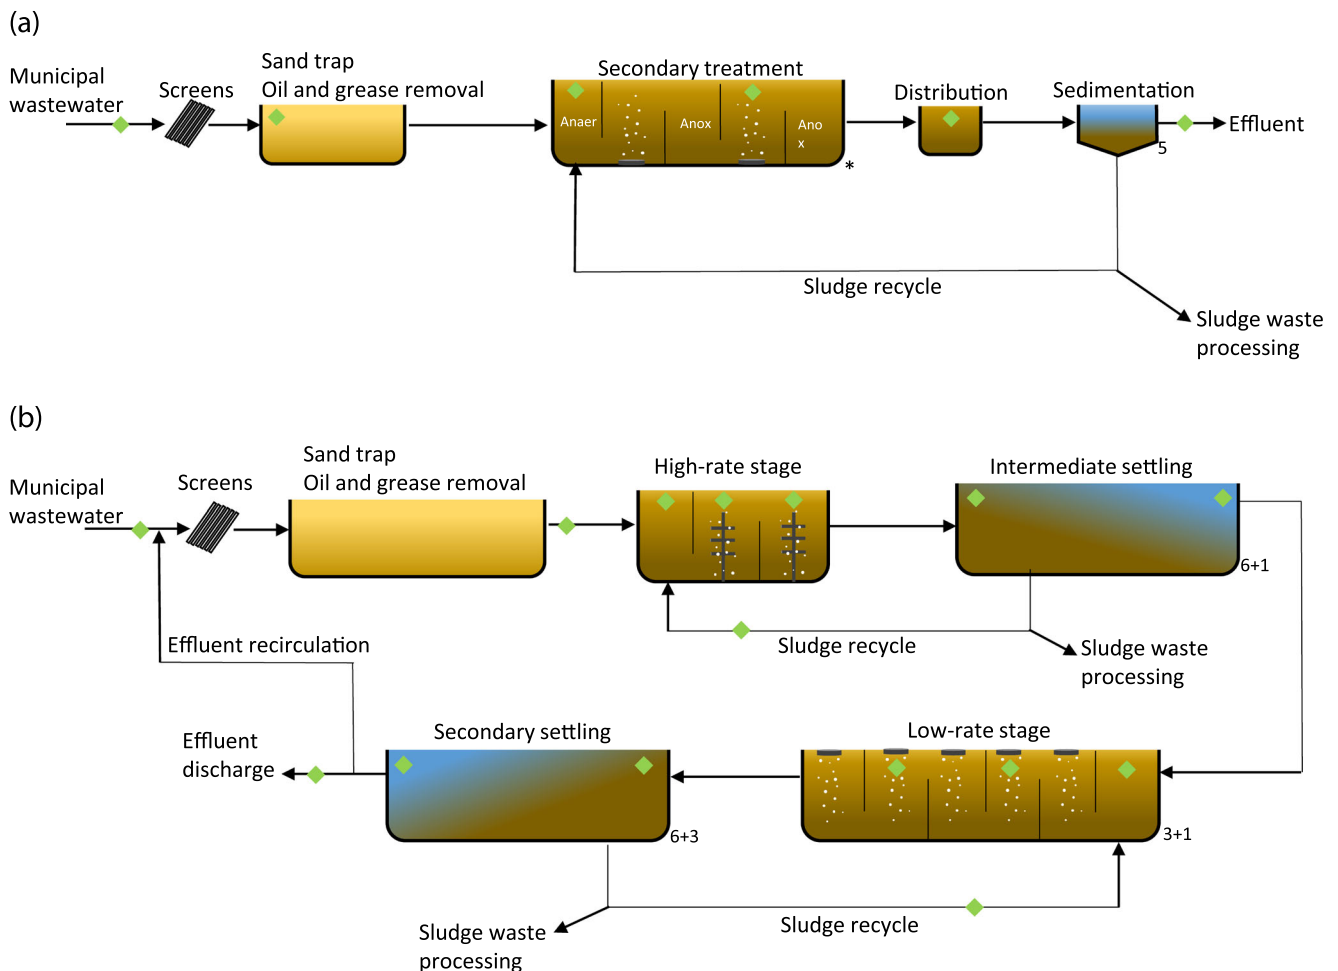 (a)
Municipal
wastewater
Screens
Sand trap
Oil and grease removal
Secondary treatment
Anaer
Anox
Ano
x
*
Distribution
Sedimentation
5
Effluent
Sludge recycle
Sludge waste
processing
(b)
Municipal
wastewater
Screens
Sand trap
Oil and grease removal
High-rate stage
Intermediate settling
6+1
Sludge recycle
Sludge waste
processing
Effluent recirculation
Effluent
discharge
Secondary settling
6+3
Low-rate stage
3+1
Sludge recycle
Sludge waste
processing